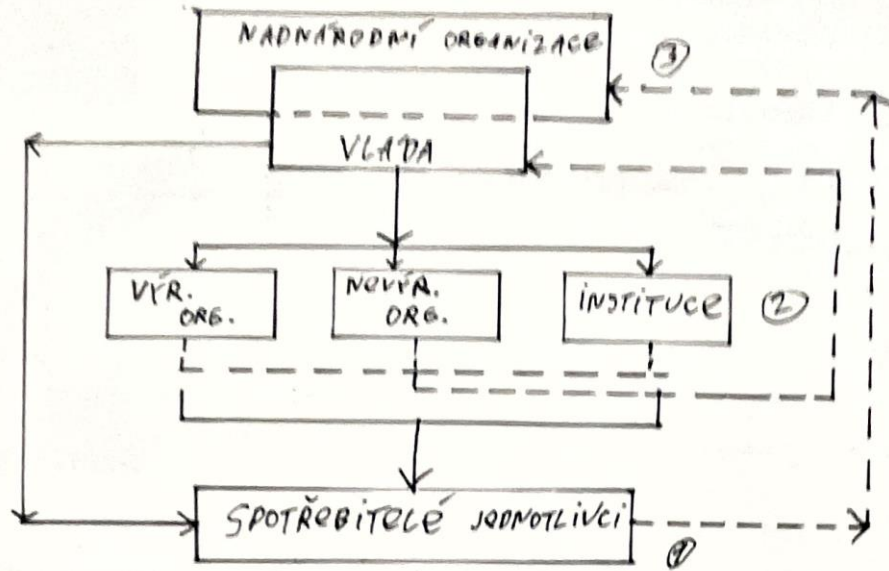 NADNÁRODNÍ ORGANIZACE
③
VLÁDA
VÝR.
ORG.
NEVÝR.
ORG.
INSTITUCE
②
SPOTŘEBITELÉ JEDNOTLIVCI
①